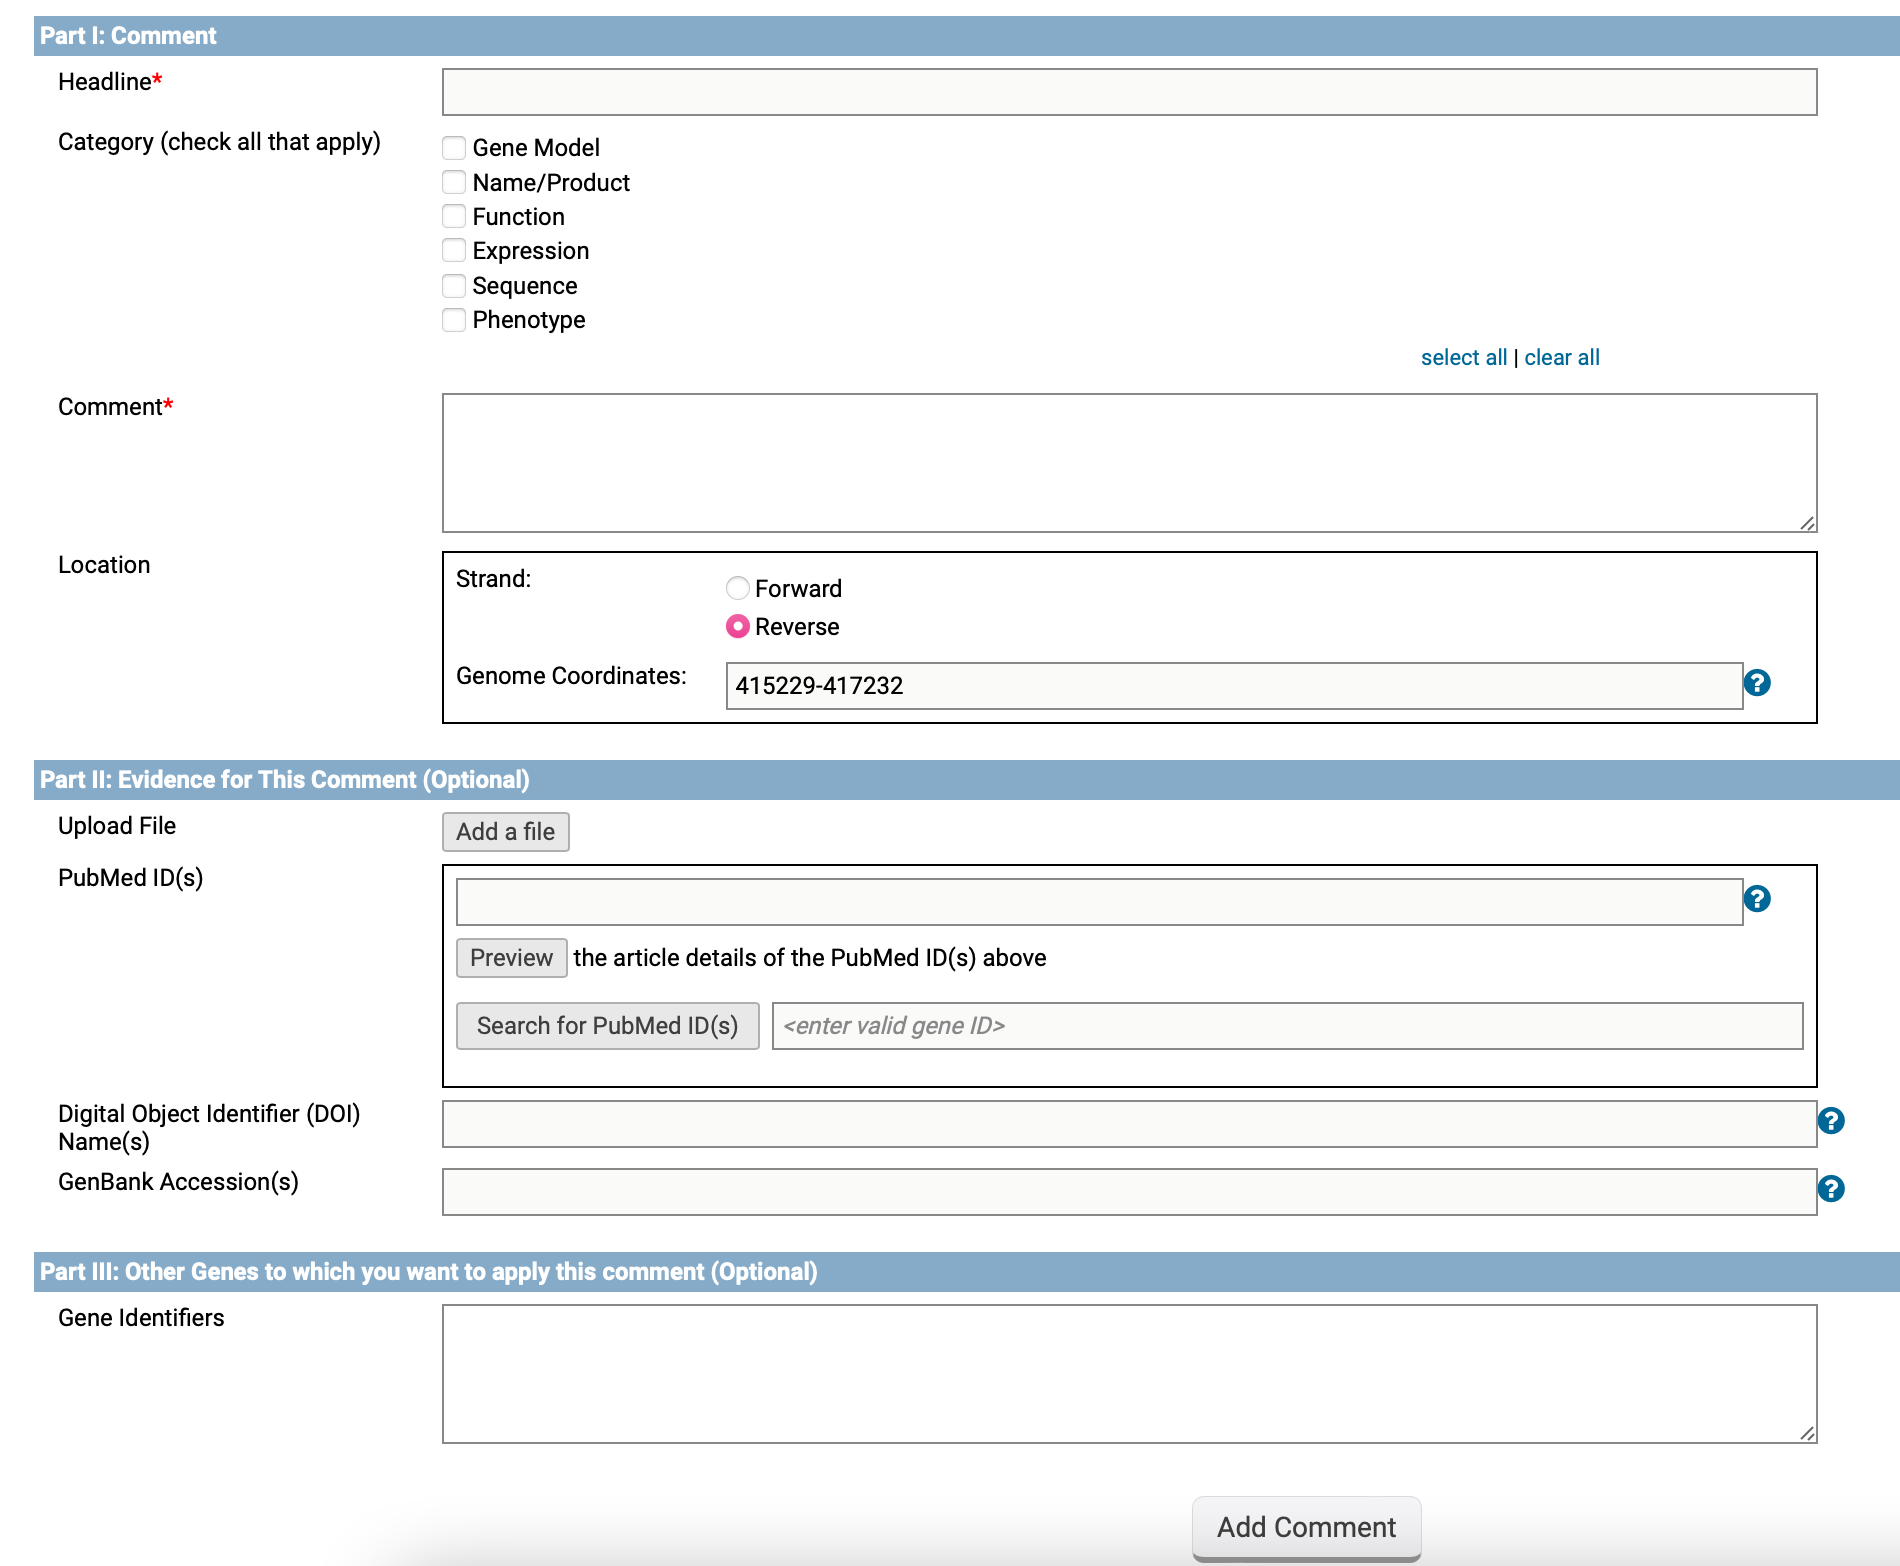 Part I: Comment
Headline*
Category (check all that apply)
Gene Model
Name/Product
Function
Expression
Sequence
Phenotype
select all | clear all
Comment*
Location
Strand:
Forward
Reverse
Genome Coordinates:
415229-417232
?
Part II: Evidence for This Comment (Optional)
Upload File
Add a file
PubMed ID(s)
?
Preview the article details of the PubMed ID(s) above
Search for PubMed ID(s)
<enter valid gene ID>
Digital Object Identifier (DOI)
Name(s)
?
GenBank Accession(s)
?
Part III: Other Genes to which you want to apply this comment (Optional)
Gene Identifiers
Add Comment